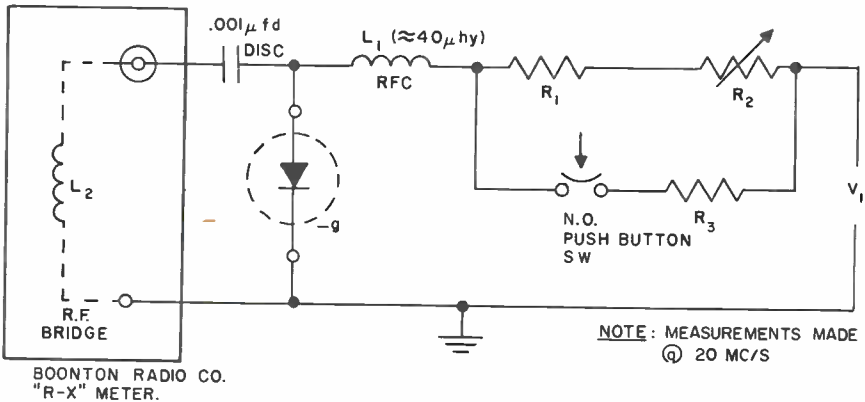 .001μfd
DISC
L1 (≈40μhy)
RFC
R1
R2
L2
-g
N.O.
PUSH BUTTON
SW
R3
V1
R.F.
BRIDGE
NOTE: MEASUREMENTS MADE
@ 20 MC/S
BOONTON RADIO CO.
"R-X" METER.